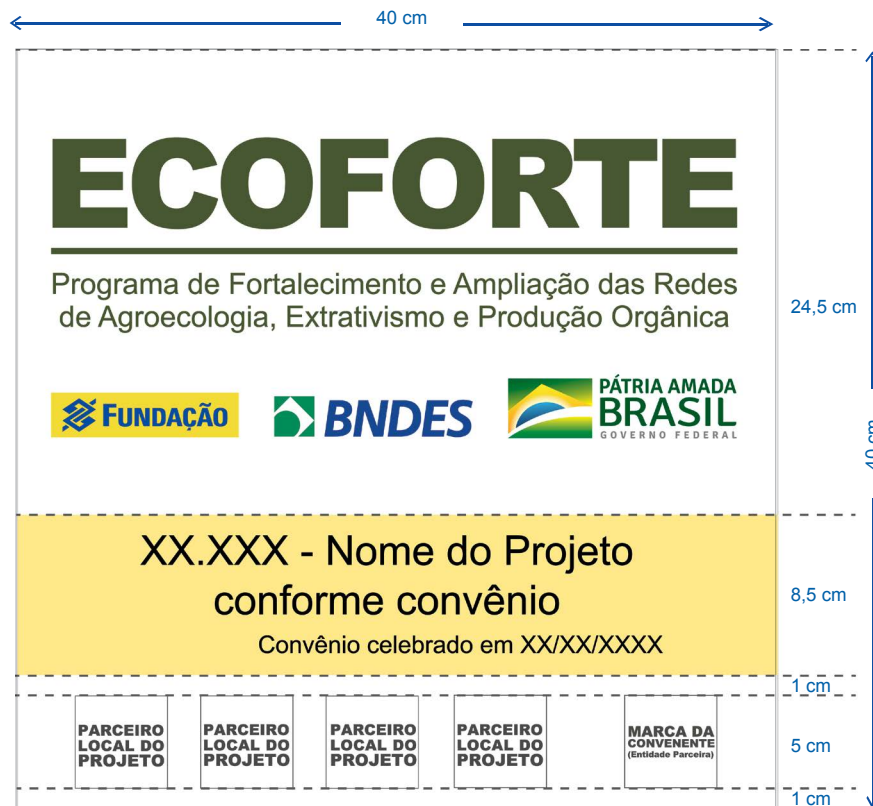 40 cm
ECOFORTE
Programa de Fortalecimento e Ampliação das Redes
de Agroecologia, Extrativismo e Produção Orgânica
24,5 cm
FUNDAÇÃO
BNDES
PÁTRIA AMADA
BRASIL
GOVERNO FEDERAL
40 cm
XX.XXX - Nome do Projeto
conforme convênio
Convênio celebrado em XX/XX/XXXX
8,5 cm
1 cm
PARCEIRO
LOCAL DO
PROJETO
PARCEIRO
LOCAL DO
PROJETO
PARCEIRO
LOCAL DO
PROJETO
PARCEIRO
LOCAL DO
PROJETO
MARCA DA
CONVENENTE
(Entidade Parceira)
5 cm
1 cm